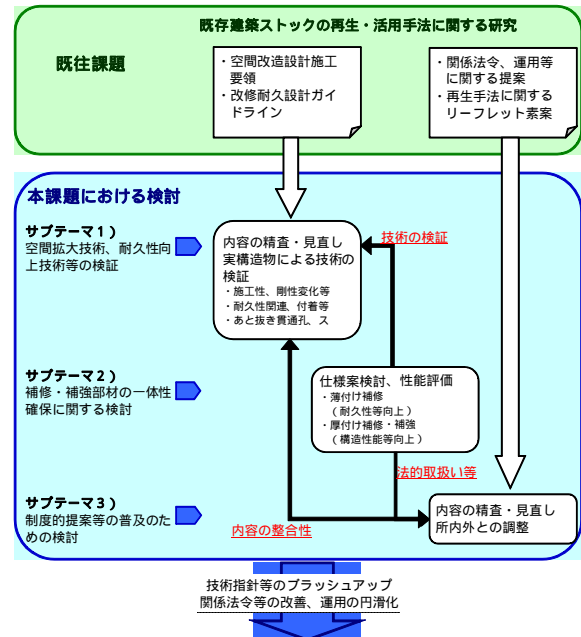 既存建築ストックの再生・活用手法に関する研究
既往課題
・空間改造設計施工
要領
・改修耐久設計ガイ
ドライン
・関係法令、運用等
に関する提案
・再生手法に関する
リーフレット素案
本課題における検討
サブテーマ１）
空間拡大技術、耐久性向
上技術等の検証
内容の精査・見直し
実構造物による技術の
検証
・施工性、剛性変化等
・耐久性関連、付着等
・あと抜き貫通孔、ス
技術の検証
サブテーマ２）
補修・補強部材の一体性
確保に関する検討
仕様案検討、性能評価
・薄付け補修
（耐久性等向上）
・厚付け補修・補強
（構造性能等向上）
法的取扱い等
サブテーマ３）
制度的提案等の普及のた
めの検討
内容の整合性
内容の精査・見直し
所内外との調整
技術指針等のブラッシュアップ
関係法令等の改善、運用の円滑化